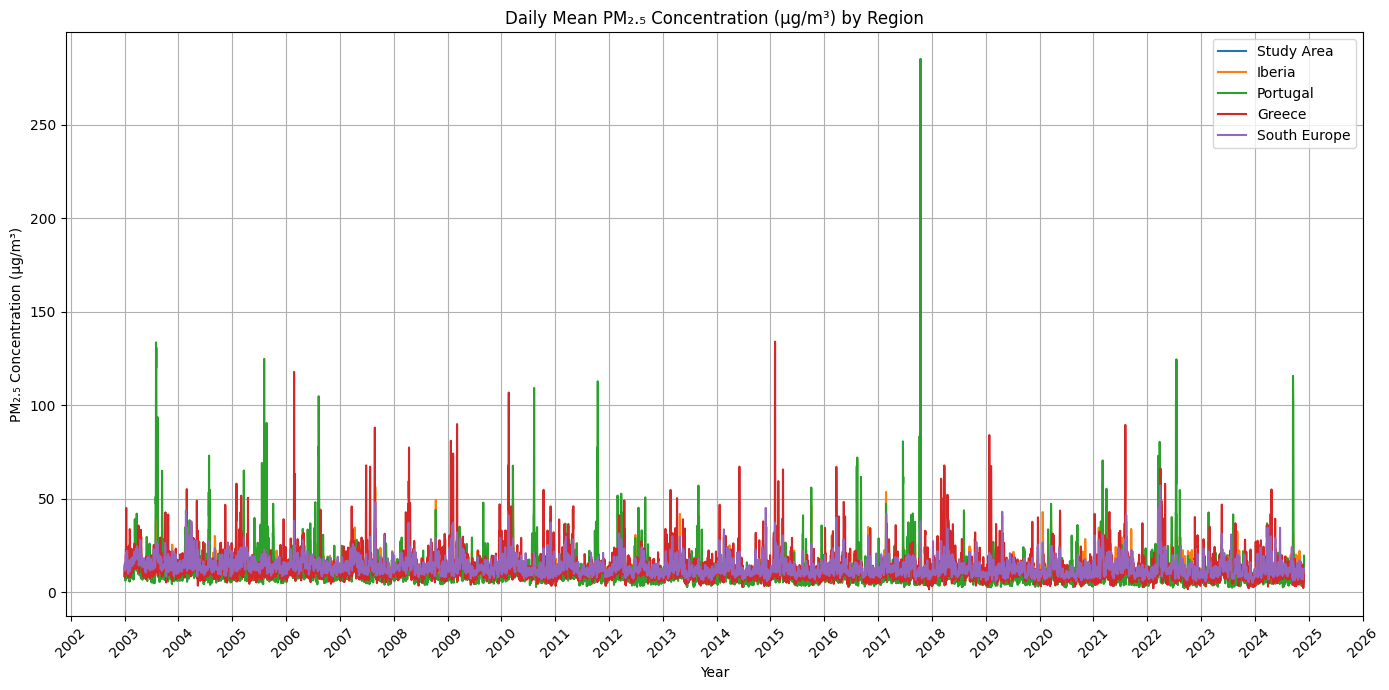 Daily Mean PM₂.₅ Concentration (µg/m³) by Region
Study Area
Iberia
Portugal
Greece
South Europe
PM₂.₅ Concentration (µg/m³)
250
200
150
100
50
0
2002 2003 2004 2005 2006 2007 2008 2009 2010 2011 2012 2013 2014 2015 2016 2017 2018 2019 2020 2021 2022 2023 2024 2025 2026
Year